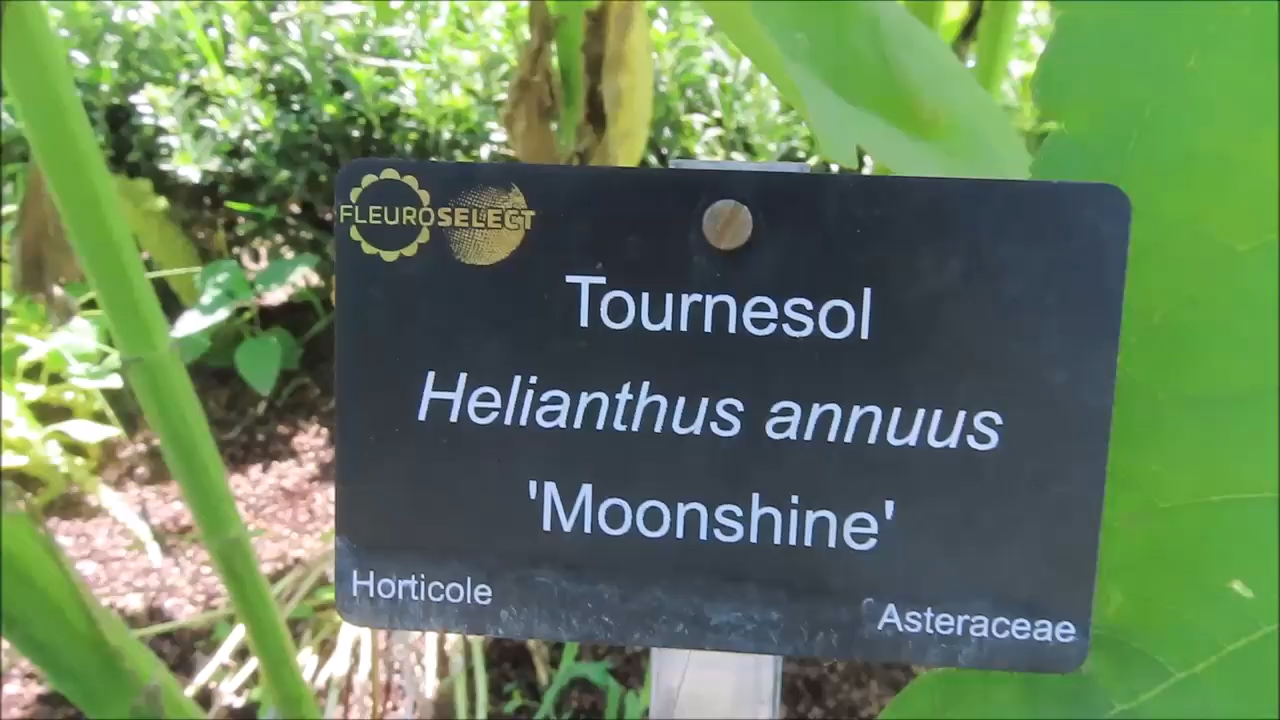 FLEUROSELECT
Tournesol
Helianthus annuus
'Moonshine'
Horticole
Asteraceae